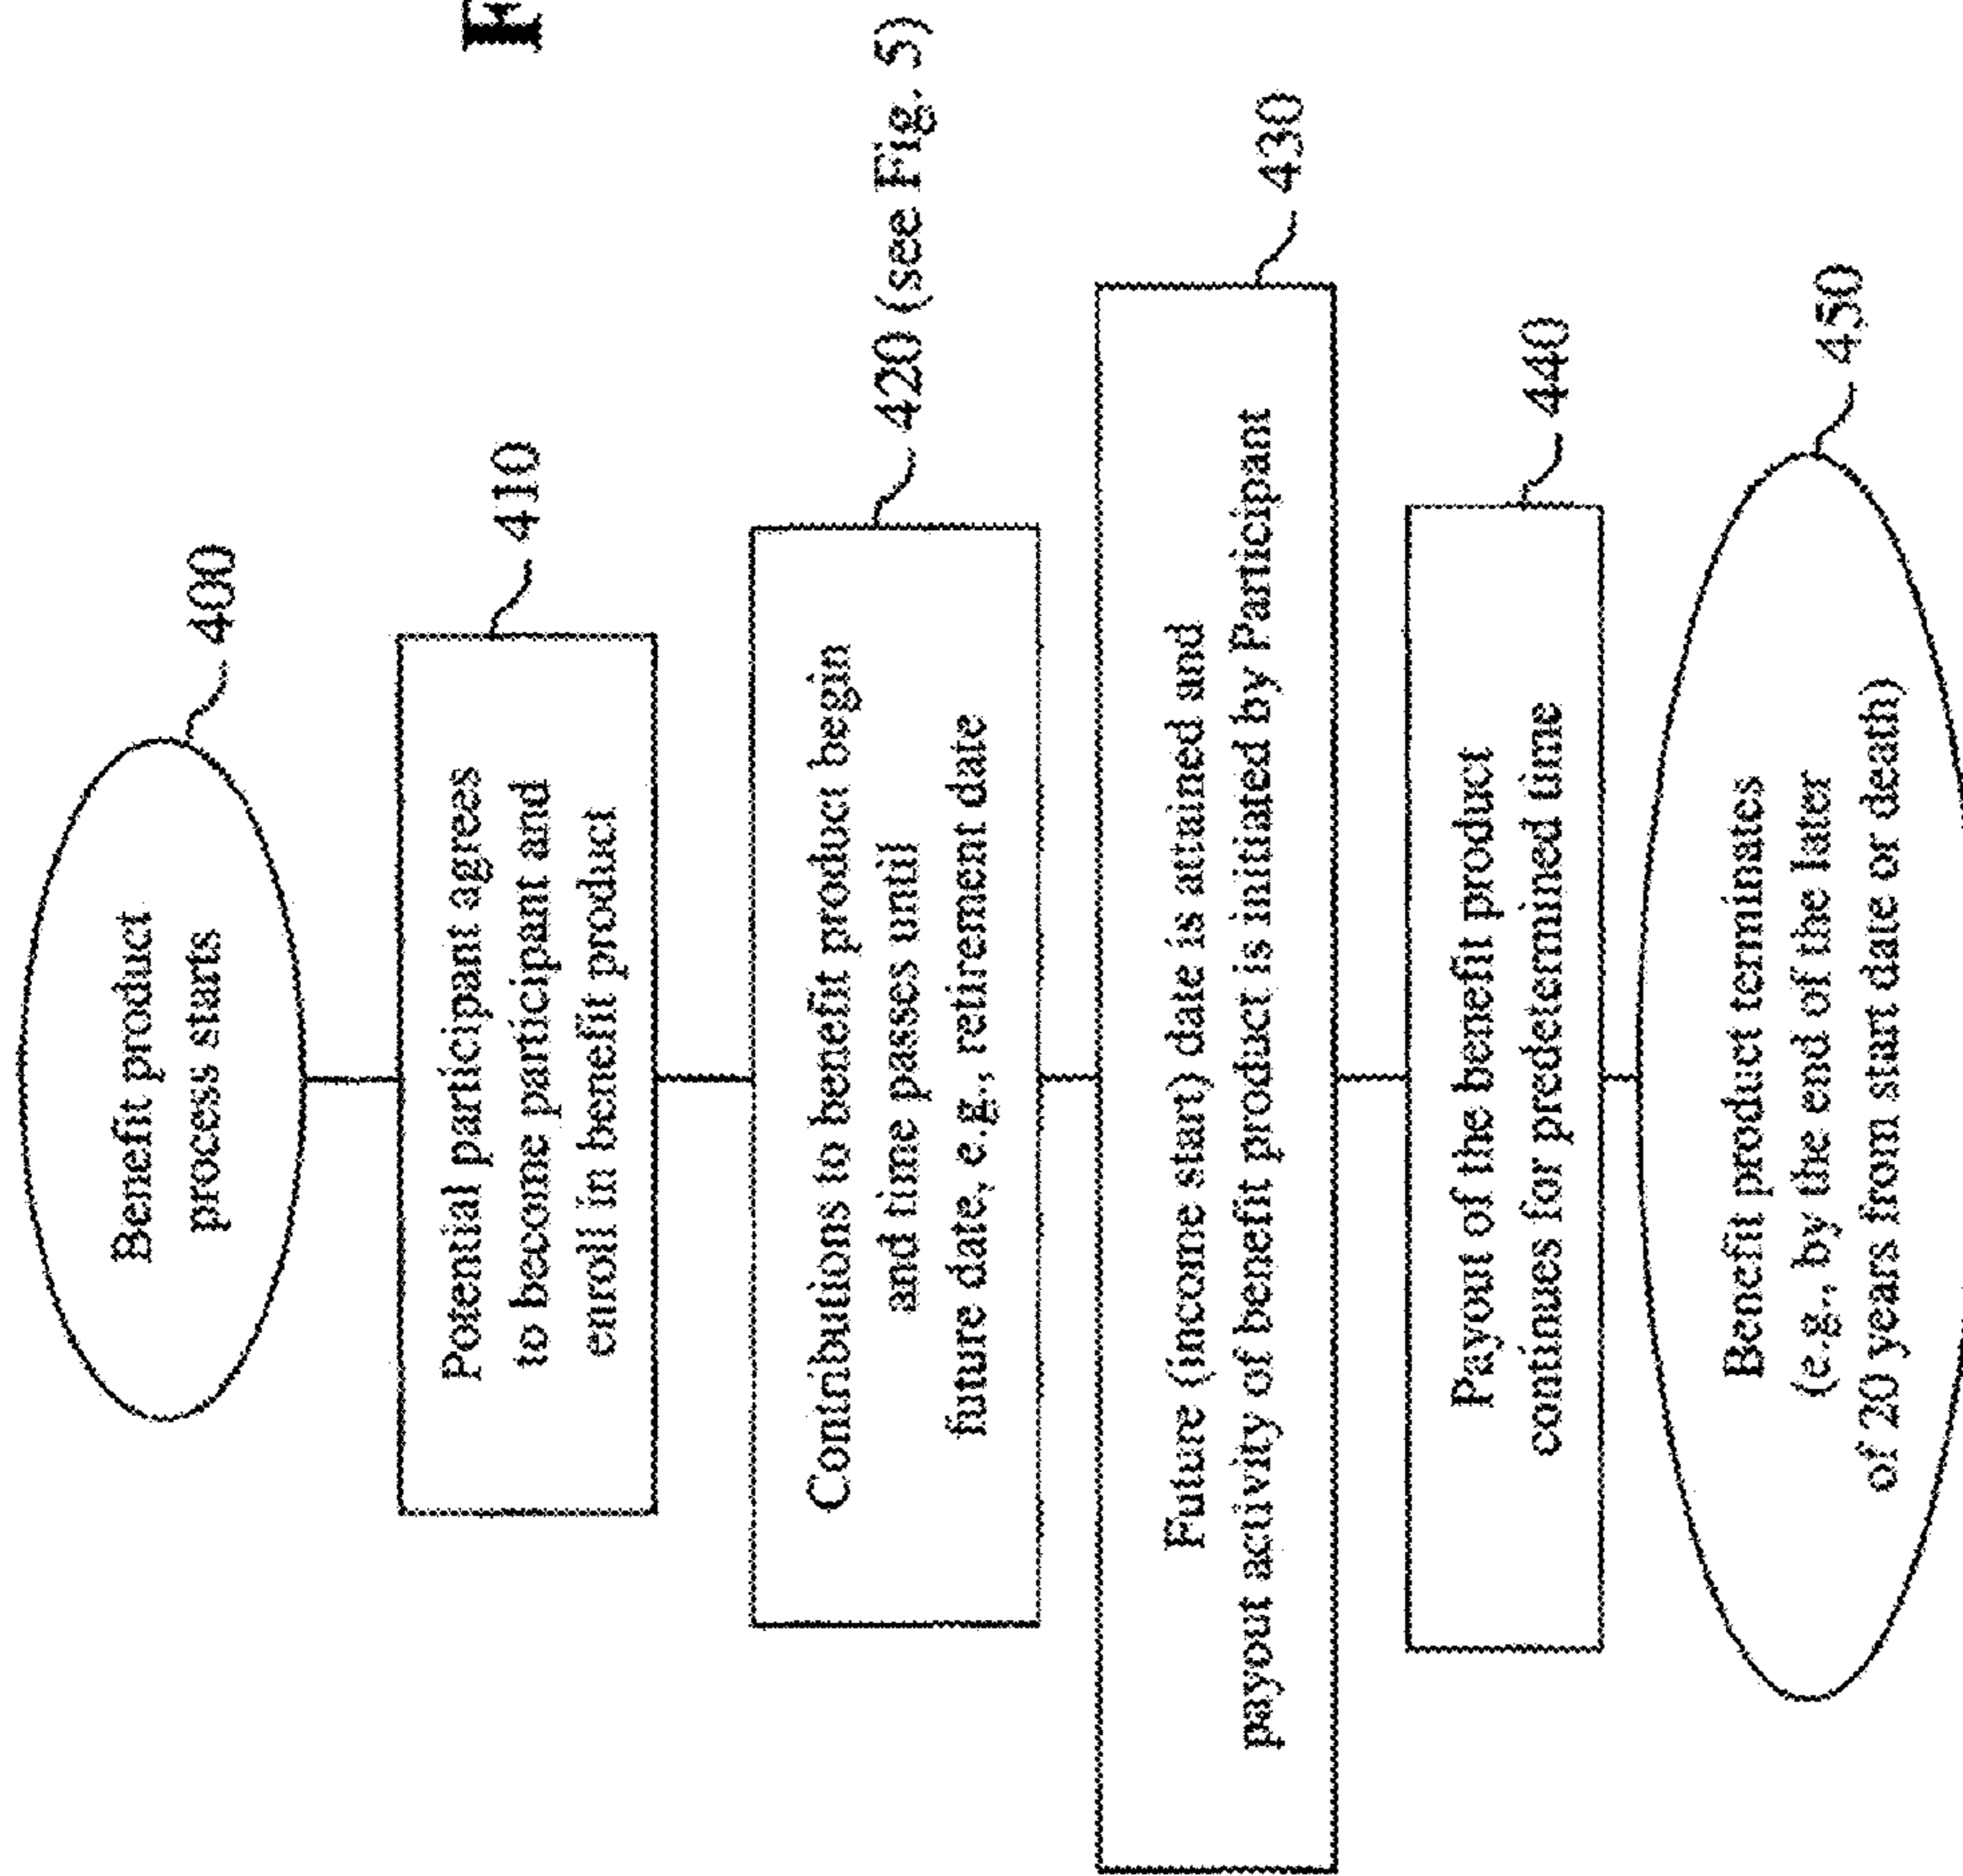 F
Benefit product
process starts
400
Potential participant agrees
to become participant and
enroll in benefit product
410
Contributions to benefit product begin
and time passes until
future date, e.g., retirement date
420 (see Fig. 5)
Future (income start) date is attained and
payout activity of benefit product is initiated by Participant
430
Payout of the benefit product
continues for predetermined time
440
Benefit product terminates
(e.g., by the end of the later
of 20 years from start date or death)
450